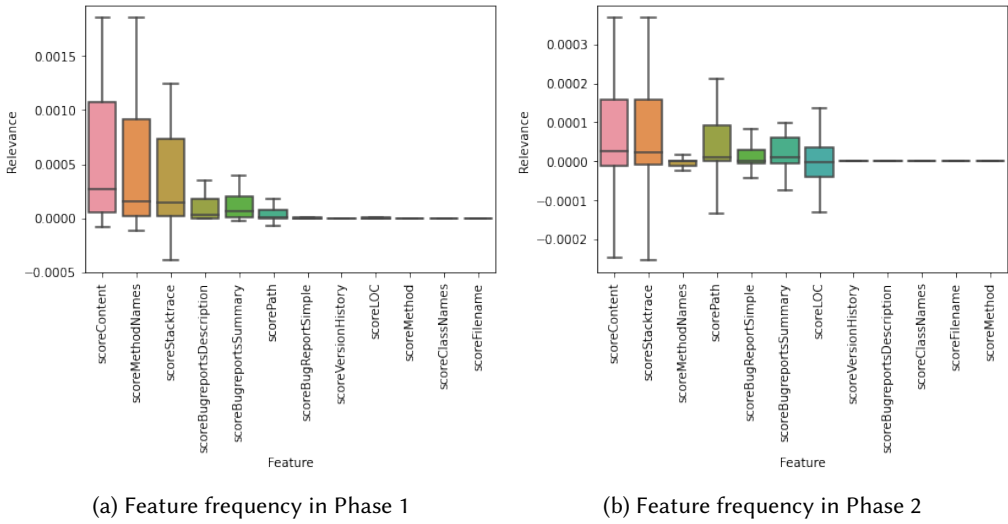 0.0015
0.0010
0.0005
0.0000
−0.0005
Relevance
scoreContent
scoreMethodNames
scoreStacktrace
scoreBugreportsDescription
scoreBugreportsSummary
scorePath
scoreBugReportSimple
scoreVersionHistory
scoreLOC
scoreMethod
scoreClassNames
scoreFilename
Feature
(a) Feature frequency in Phase 1
0.0003
0.0002
0.0001
0.0000
−0.0001
−0.0002
Relevance
scoreContent
scoreStacktrace
scoreMethodNames
scorePath
scoreBugReportSimple
scoreBugreportsSummary
scoreLOC
scoreVersionHistory
scoreBugreportsDescription
scoreClassNames
scoreFilename
scoreMethod
Feature
(b) Feature frequency in Phase 2